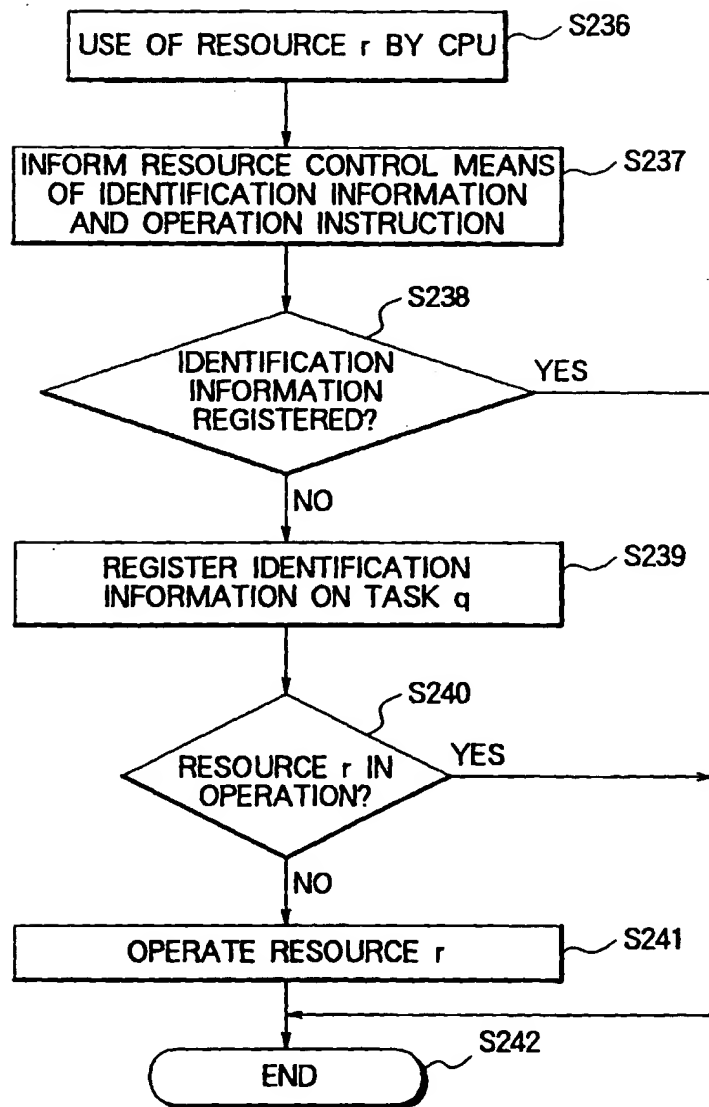 USE OF RESOURCE r BY CPU
S236
INFORM RESOURCE CONTROL MEANS
OF IDENTIFICATION INFORMATION
AND OPERATION INSTRUCTION
S237
S238
IDENTIFICATION
INFORMATION
REGISTERED?
YES
NO
REGISTER IDENTIFICATION
INFORMATION ON TASK q
S239
S240
RESOURCE r IN
OPERATION?
YES
NO
OPERATE RESOURCE r
S241
S242
END